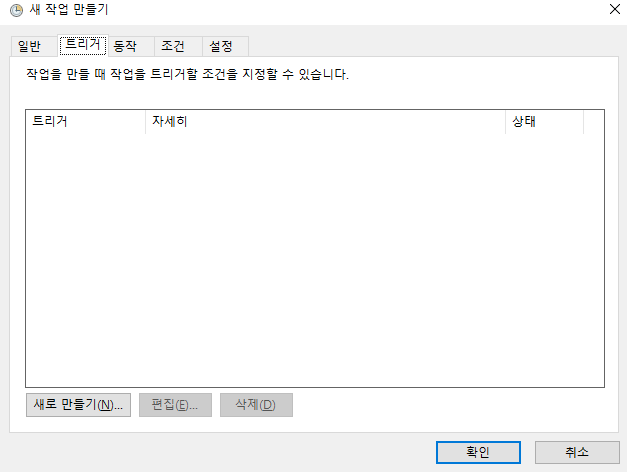 새 작업 만들기
일반 트리거 동작 조건 설정
작업을 만들 때 작업을 트리거할 조건을 지정할 수 있습니다.
트리거 자세히 상태
새로 만들기(N)... 편집(E)... 삭제(D)
확인 취소